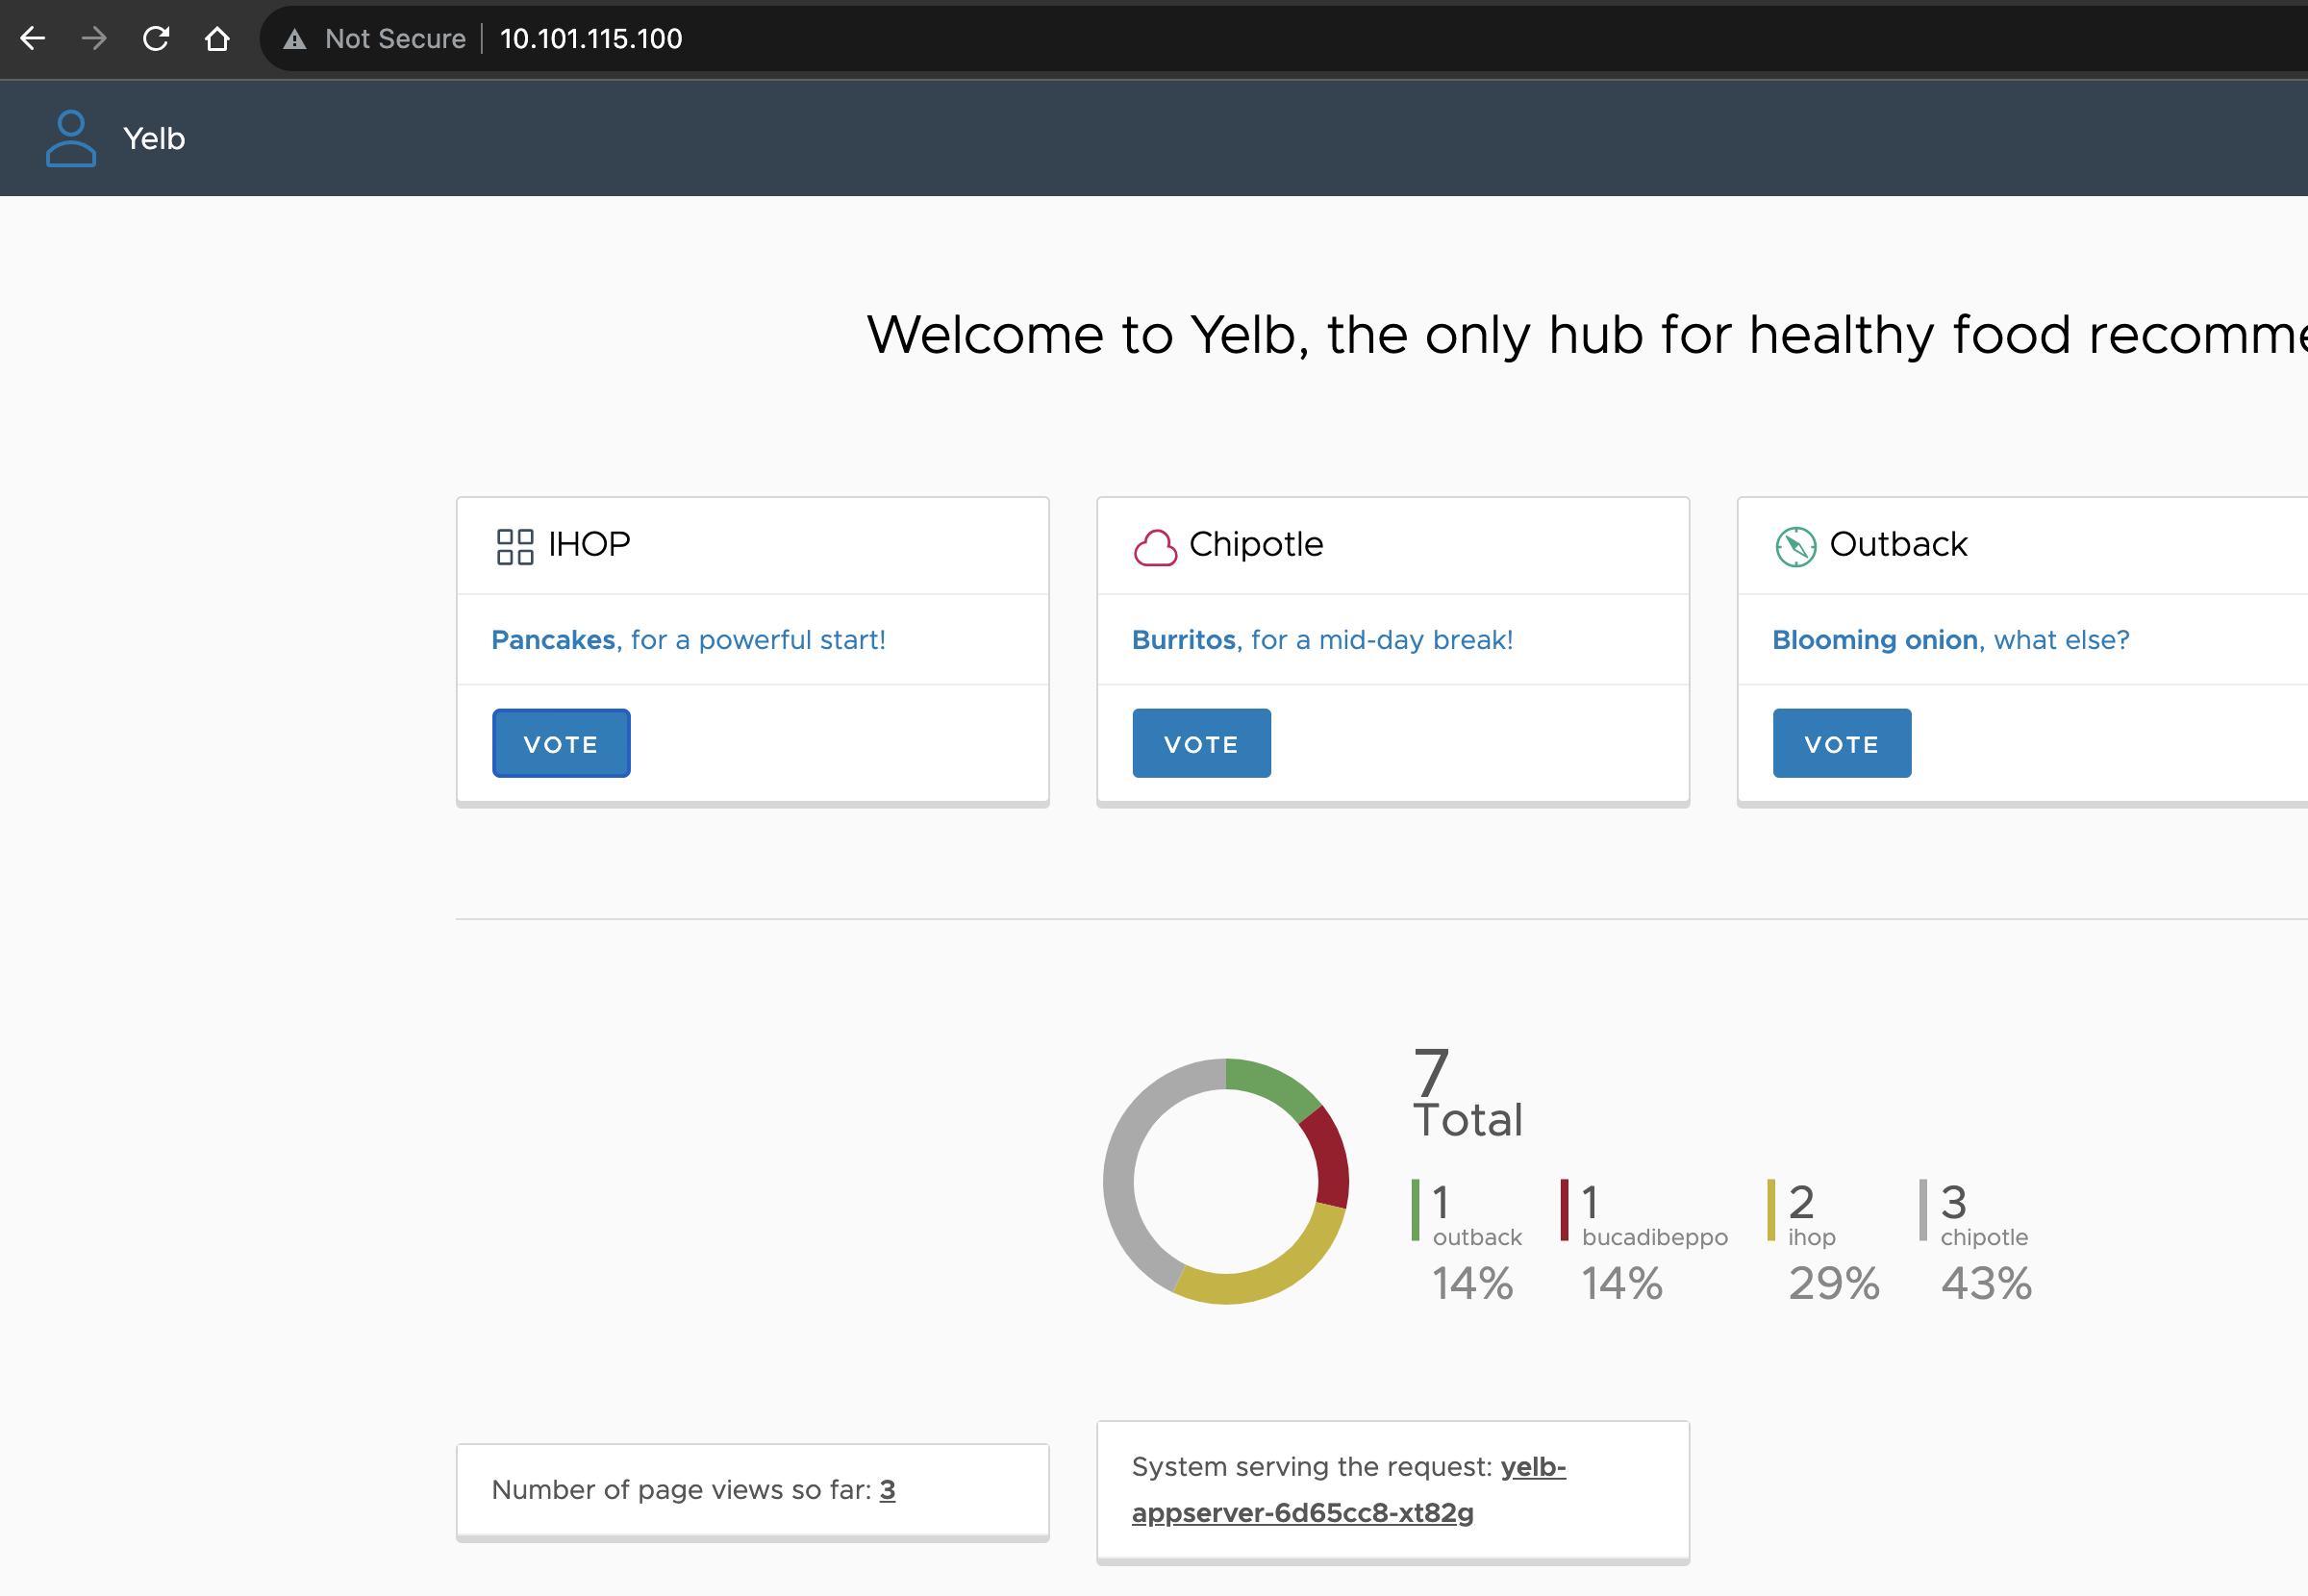 Not Secure 10.101.115.100
Yelb
Welcome to Yelb, the only hub for healthy food
IHOP
Pancakes, for a powerful start!
VOTE
Chipotle
Burritos, for a mid-day break!
VOTE
Outback
Blooming onion, what else?
VOTE
7
Total
1
outback
14%
1
bucadibeppo
14%
2
ihop
29%
3
chipotle
43%
Number of page views so far: 3
System serving the request: yelb-
appserver-6d65cc8-xt82g